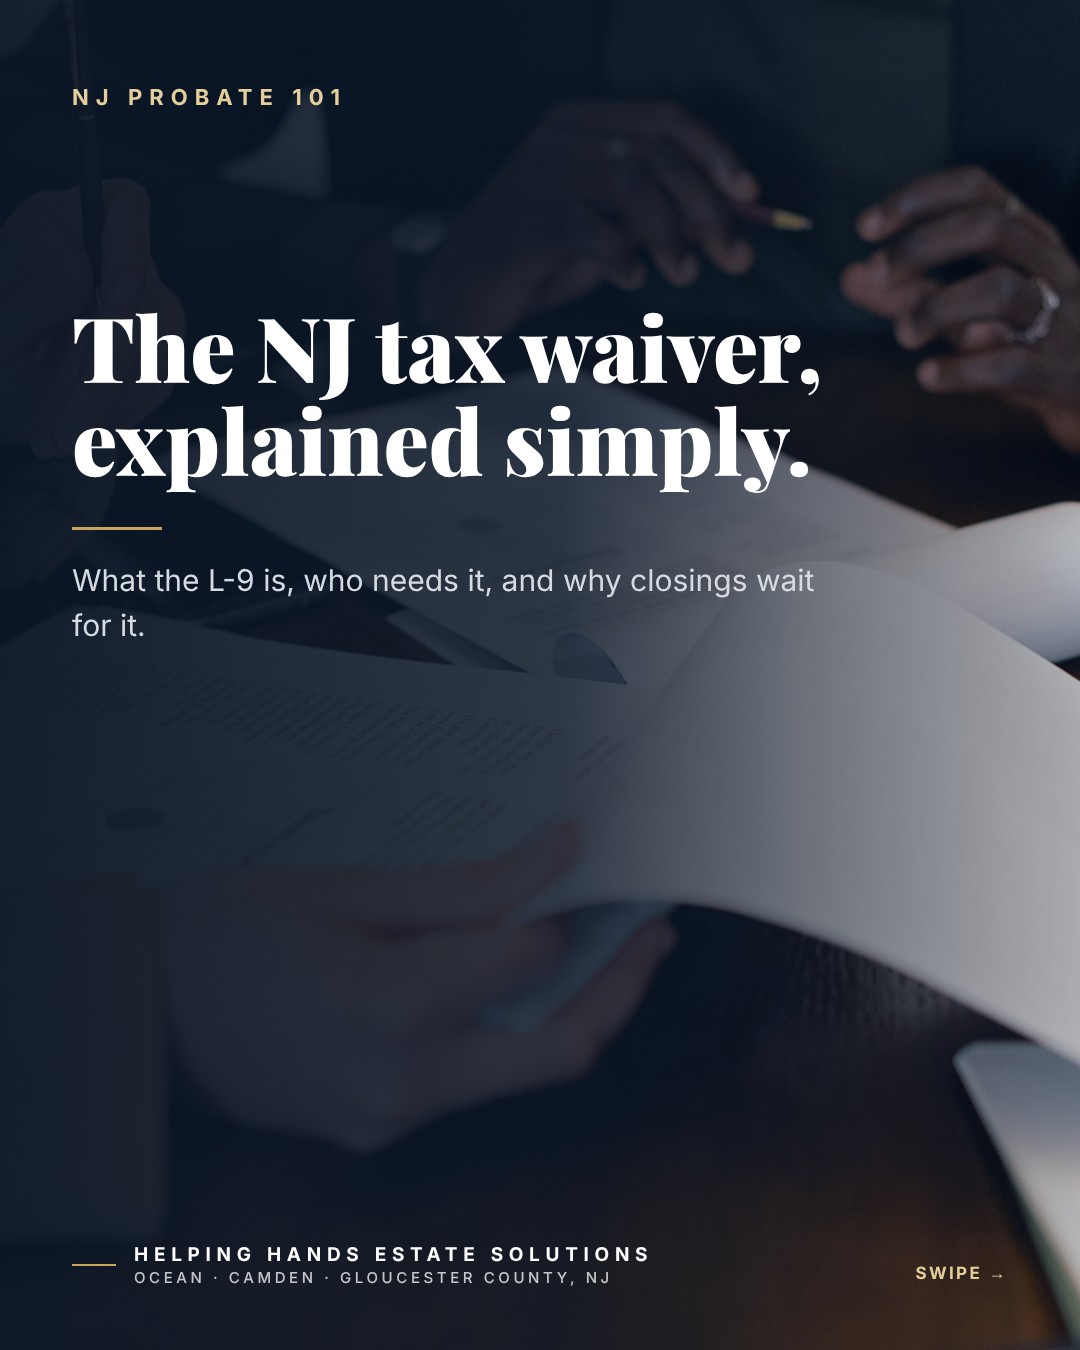 NJ PROBATE 101
The NJ tax waiver,
explained simply.
What the L-9 is, who needs it, and why closings wait
for it.
HELPING HANDS ESTATE SOLUTIONS
OCEAN · CAMDEN · GLOUCESTER COUNTY, NJ
SWIPE →